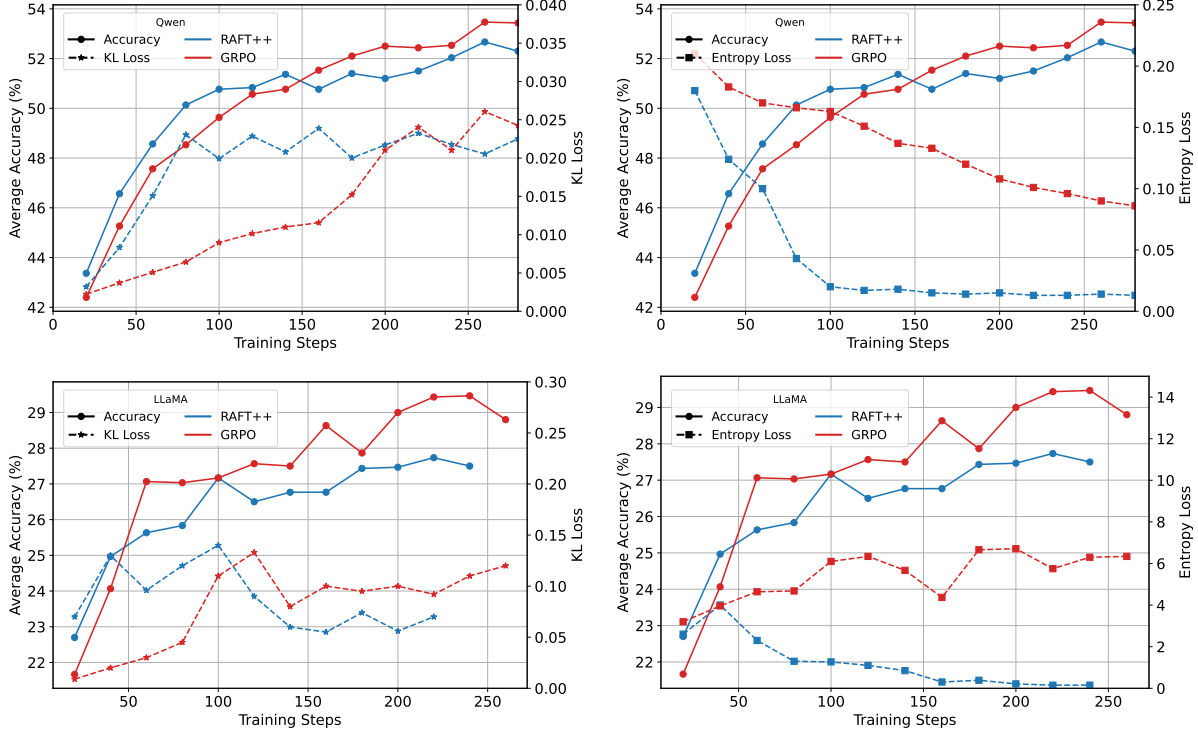 Qwen
Accuracy
KL Loss
RAFT++
GRPO
54
52
50
48
46
44
42
Average Accuracy (%)
0.040
0.035
0.030
0.025
0.020
0.015
0.010
0.005
0.000
KL Loss
0
50
100
150
200
250
Training Steps
Qwen
Accuracy
Entropy Loss
RAFT++
GRPO
54
52
50
48
46
44
42
Average Accuracy (%)
0.25
0.20
0.15
0.10
0.05
0.00
Entropy Loss
0
50
100
150
200
250
Training Steps
LLaMA
Accuracy
KL Loss
RAFT++
GRPO
29
28
27
26
25
24
23
22
Average Accuracy (%)
0.30
0.25
0.20
0.15
0.10
0.05
0.00
KL Loss
50
100
150
200
250
Training Steps
LLaMA
Accuracy
Entropy Loss
RAFT++
GRPO
29
28
27
26
25
24
23
22
Average Accuracy (%)
14
12
10
8
6
4
2
0
Entropy Loss
50
100
150
200
250
Training Steps